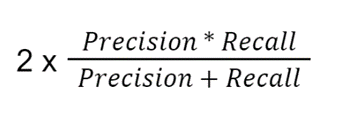 2 x
Precision * Recall
Precision + Recall